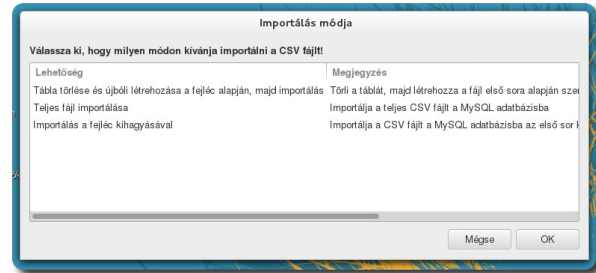 Importálás módja
Válassza ki, hogy milyen módon kívánja importálni a CSV fájlt!
Lehetőség Megjegyzés
Tábla törlése és újbóli létrehozása a fejléc alapján, majd importálás Törli a táblát, majd létrehozza a fájl első sora alapján
Teljes fájl importálása Importálja a teljes CSV fájlt a MySQL adatbázisba
Importálás a fejléc kihagyásával Importálja a CSV fájlt a MySQL adatbázisba az első sor
Mégse OK